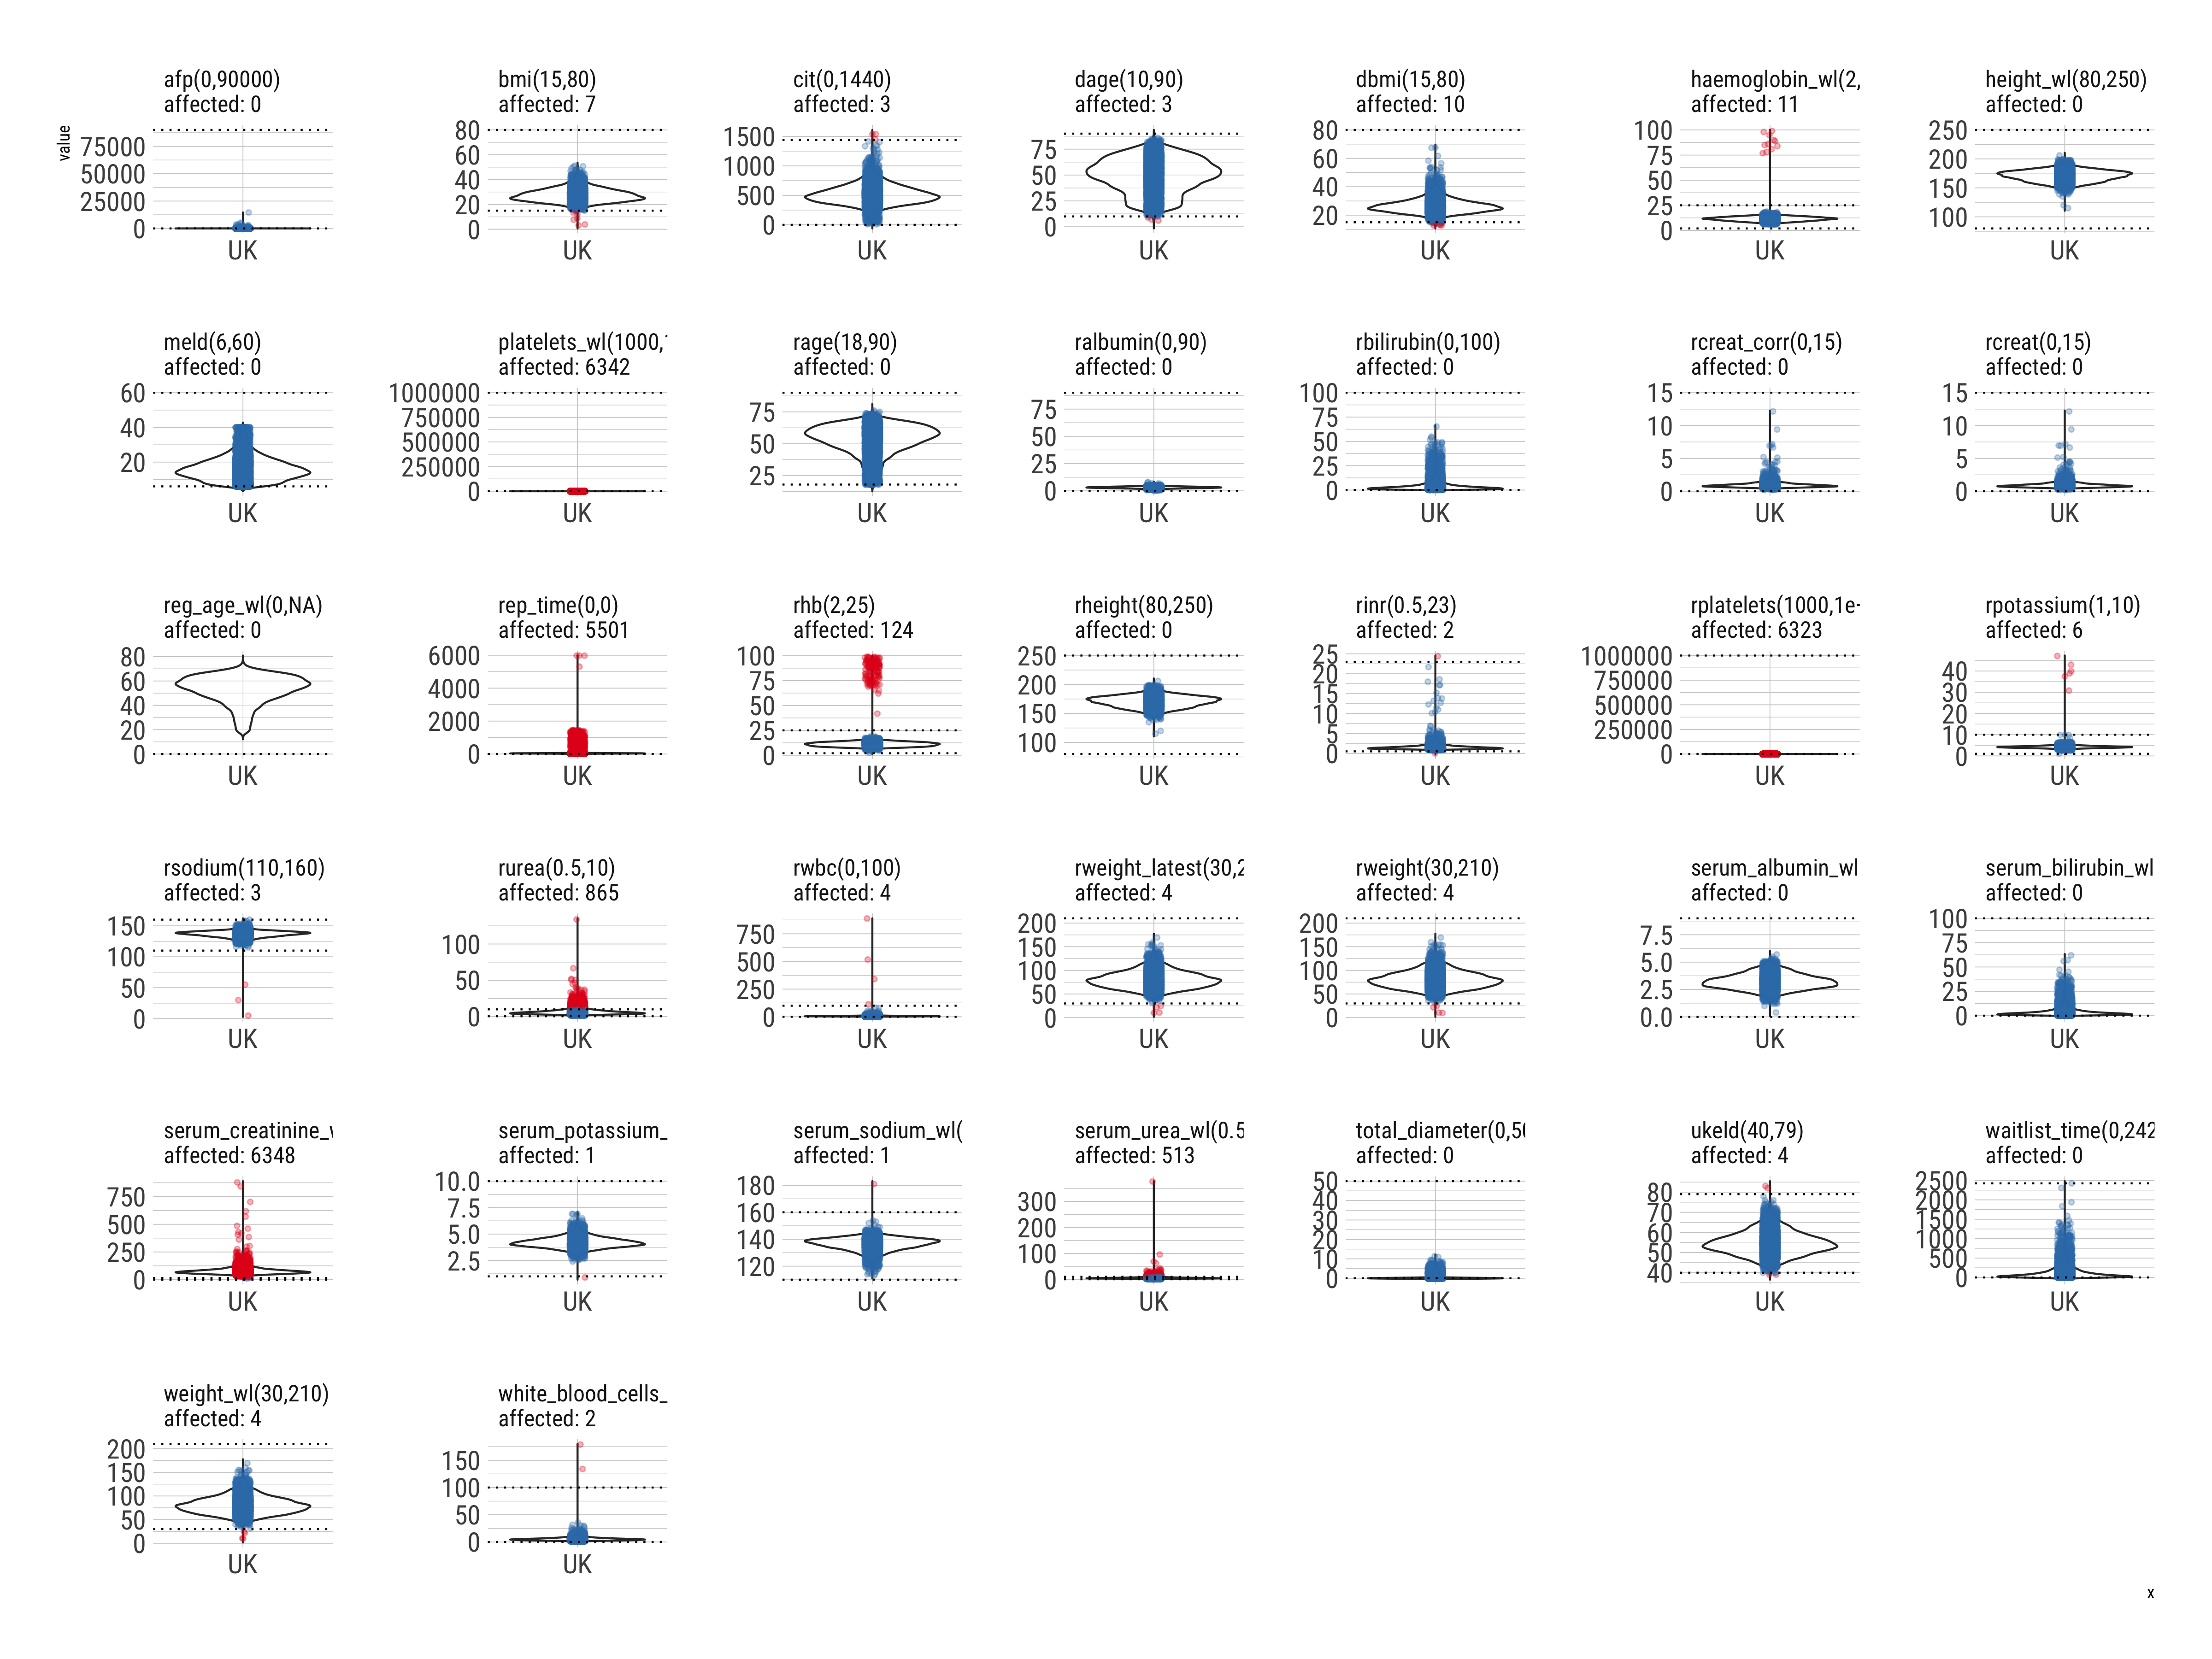 afp(0,90000)
affected: 0
value
75000
50000
25000
0
UK
bmi(15,80)
affected: 7
80
60
40
20
0
UK
cit(0,1440)
affected: 3
1500
1000
500
0
UK
dage(10,90)
affected: 3
75
50
25
0
UK
dbmi(15,80)
affected: 10
80
60
40
20
UK
haemoglobin_wl(2,
affected: 11
100
75
50
25
0
UK
height_wl(80,250)
affected: 0
250
200
150
100
UK
meld(6,60)
affected: 0
60
40
20
UK
platelets_wl(1000,
affected: 6342
1000000
750000
500000
250000
0
UK
rage(18,90)
affected: 0
75
50
25
UK
ralbumin(0,90)
affected: 0
75
50
25
0
UK
rbilirubin(0,100)
affected: 0
100
75
50
25
0
UK
rcreat_corr(0,15)
affected: 0
15
10
5
0
UK
rcreat(0,15)
affected: 0
15
10
5
0
UK
reg_age_wl(0,NA)
affected: 0
80
60
40
20
0
UK
rep_time(0,0)
affected: 5501
6000
4000
2000
0
UK
rhb(2,25)
affected: 124
100
75
50
25
0
UK
rheight(80,250)
affected: 0
250
200
150
100
UK
rinr(0.5,23)
affected: 2
25
20
15
10
5
0
UK
rplatelets(1000,1e-
affected: 6323
1000000
750000
500000
250000
0
UK
rpotassium(1,10)
affected: 6
40
30
20
10
0
UK
rsodium(110,160)
affected: 3
150
100
50
0
UK
rurea(0.5,10)
affected: 865
100
50
0
UK
rwbc(0,100)
affected: 4
750
500
250
0
UK
rweight_latest(30,2
affected: 4
200
150
100
50
0
UK
rweight(30,210)
affected: 4
200
150
100
50
0
UK
serum_albumin_wl
affected: 0
7.5
5.0
2.5
0.0
UK
serum_bilirubin_wl
affected: 0
100
75
50
25
0
UK
serum_creatinine_
affected: 6348
750
500
250
0
UK
serum_potassium_
affected: 1
10.0
7.5
5.0
2.5
UK
serum_sodium_wl(
affected: 1
180
160
140
120
UK
serum_urea_wl(0.5
affected: 513
300
200
100
0
UK
total_diameter(0,50
affected: 0
50
40
30
20
10
0
UK
ukeld(40,79)
affected: 4
80
70
60
50
40
UK
waitlist_time(0,242
affected: 0
2500
2000
1500
1000
500
0
UK
weight_wl(30,210)
affected: 4
200
150
100
50
0
UK
white_blood_cells_
affected: 2
150
100
50
0
UK
x